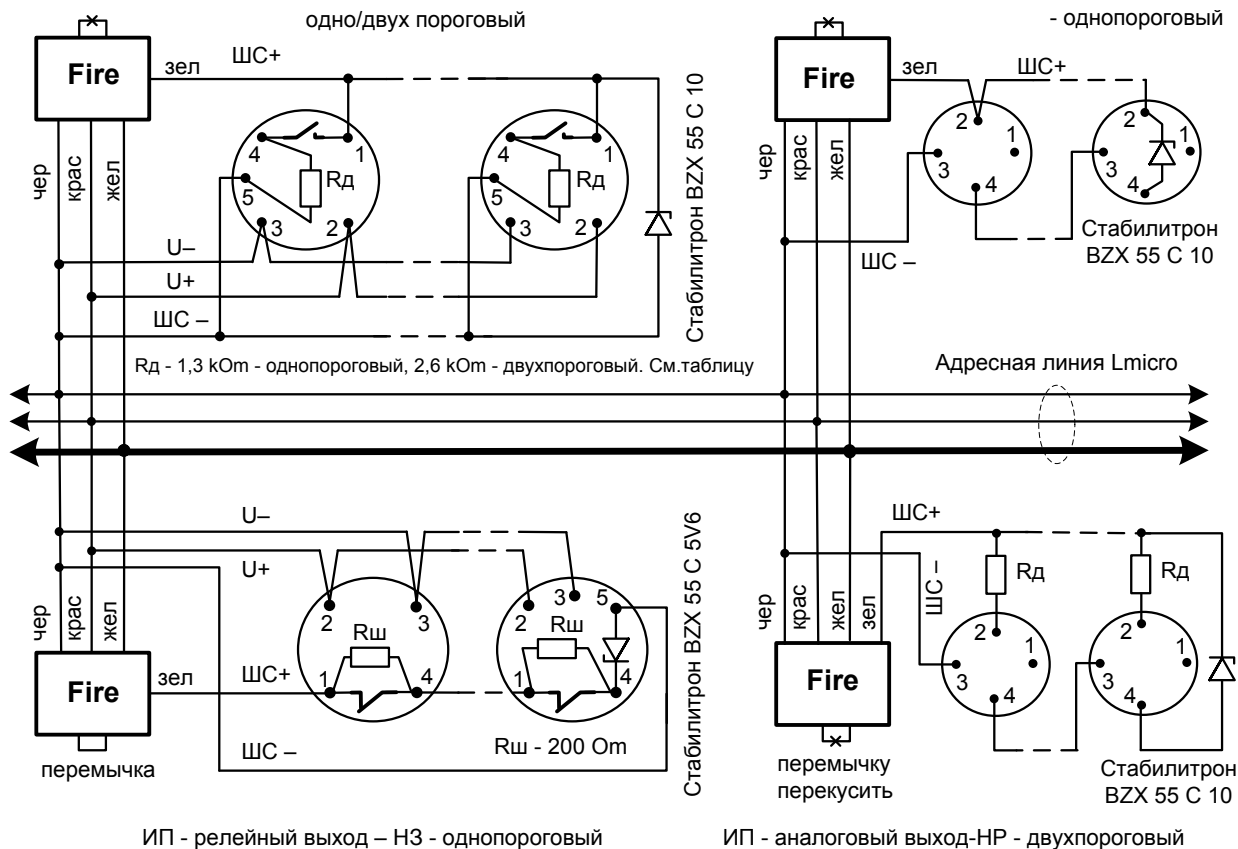 одно/двух пороговый
- однопороговый
Fire
зел
ШС+
4
1
Rд
5
3
2
4
1
Rд
5
3
2
чер
крас
жел
U–
U+
ШС –
Стабилитрон BZX 55 C 10
Rд - 1,3 kOm - однопороговый, 2,6 kOm - двухпороговый. См.таблицу
Fire
зел
ШС+
2
1
3
4
2
1
3
4
чер
крас
жел
ШС –
Стабилитрон
BZX 55 C 10
Адресная линия Lmicro
U–
U+
чер
крас
жел
2
3
Rш
1
4
2
3
5
Rш
1
4
Fire
зел
ШС+
ШС –
Rш - 200 Om
перемычка
Стабилитрон BZX 55 C 5V6
ШС+
чер
крас
жел
зел
ШС –
Rд
2
1
3
4
Rд
2
1
3
4
Fire
перемычку
перекусить
Стабилитрон
BZX 55 C 10
ИП - релейный выход – НЗ - однопороговый
ИП - аналоговый выход-НР - двухпороговый